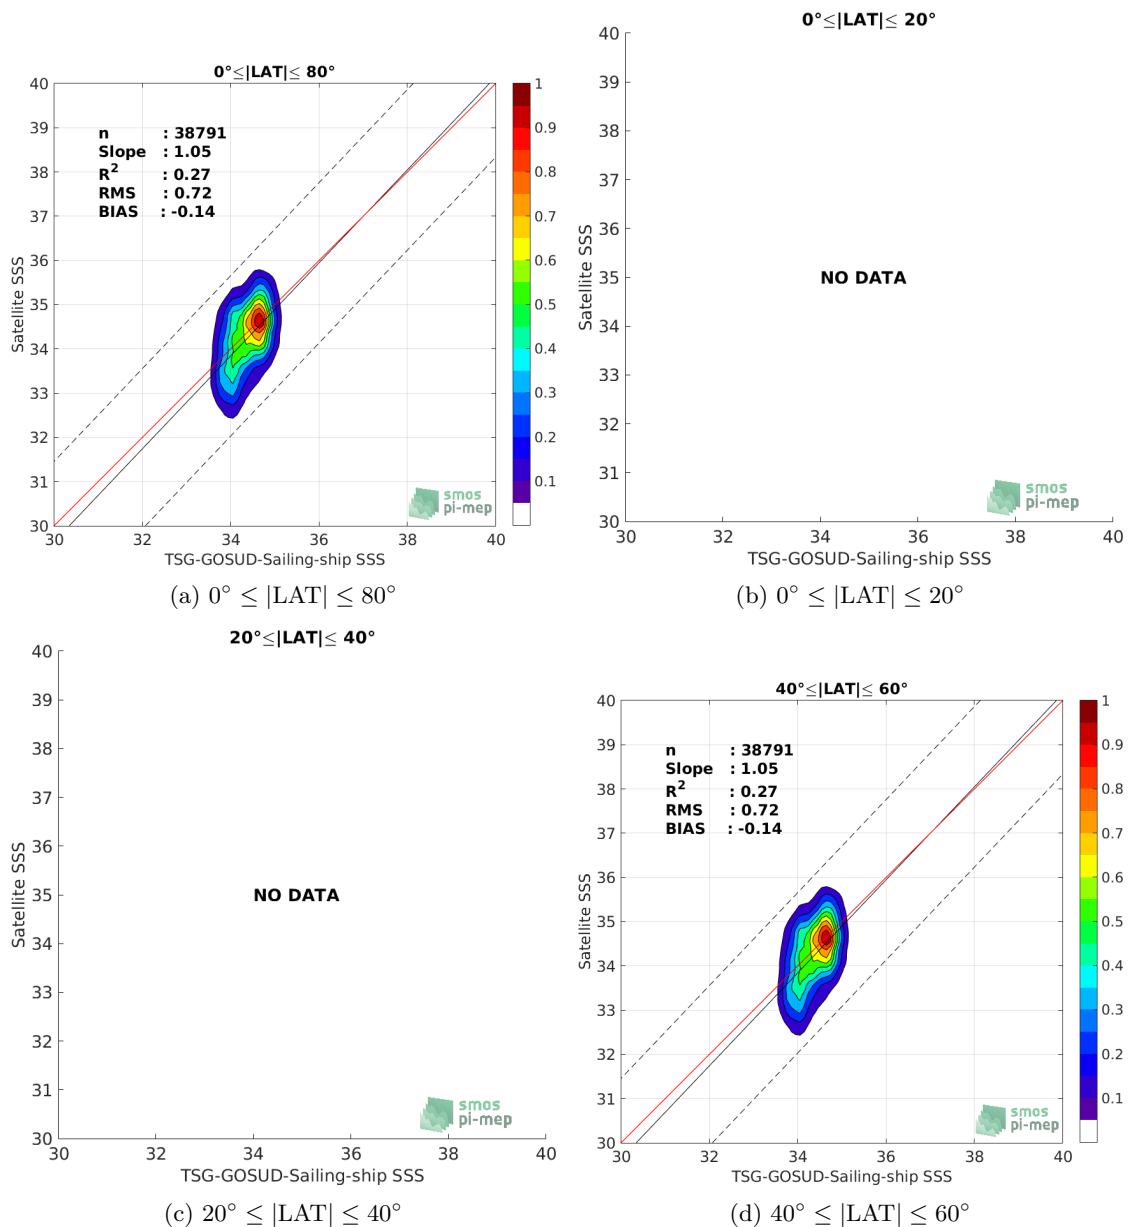 0°≤|LAT|≤ 80°
n : 38791
Slope : 1.05
R² : 0.27
RMS : 0.72
BIAS : -0.14
40
39
38
37
36
35
34
33
32
31
30
Satellite SSS
30 32 34 36 38 40
TSG-GOSUD-Sailing-ship SSS
1
0.9
0.8
0.7
0.6
0.5
0.4
0.3
0.2
0.1
smos
pi-mep
(a) 0° ≤ |LAT| ≤ 80°
0°≤|LAT|≤ 20°
40
39
38
37
36
35
34
33
32
31
30
Satellite SSS
NO DATA
smos
pi-mep
30 32 34 36 38 40
TSG-GOSUD-Sailing-ship SSS
(b) 0° ≤ |LAT| ≤ 20°
20°≤|LAT|≤ 40°
40
39
38
37
36
35
34
33
32
31
30
Satellite SSS
NO DATA
smos
pi-mep
30 32 34 36 38 40
TSG-GOSUD-Sailing-ship SSS
(c) 20° ≤ |LAT| ≤ 40°
40°≤|LAT|≤ 60°
n : 38791
Slope : 1.05
R² : 0.27
RMS : 0.72
BIAS : -0.14
40
39
38
37
36
35
34
33
32
31
30
Satellite SSS
30 32 34 36 38 40
TSG-GOSUD-Sailing-ship SSS
1
0.9
0.8
0.7
0.6
0.5
0.4
0.3
0.2
0.1
smos
pi-mep
(d) 40° ≤ |LAT| ≤ 60°